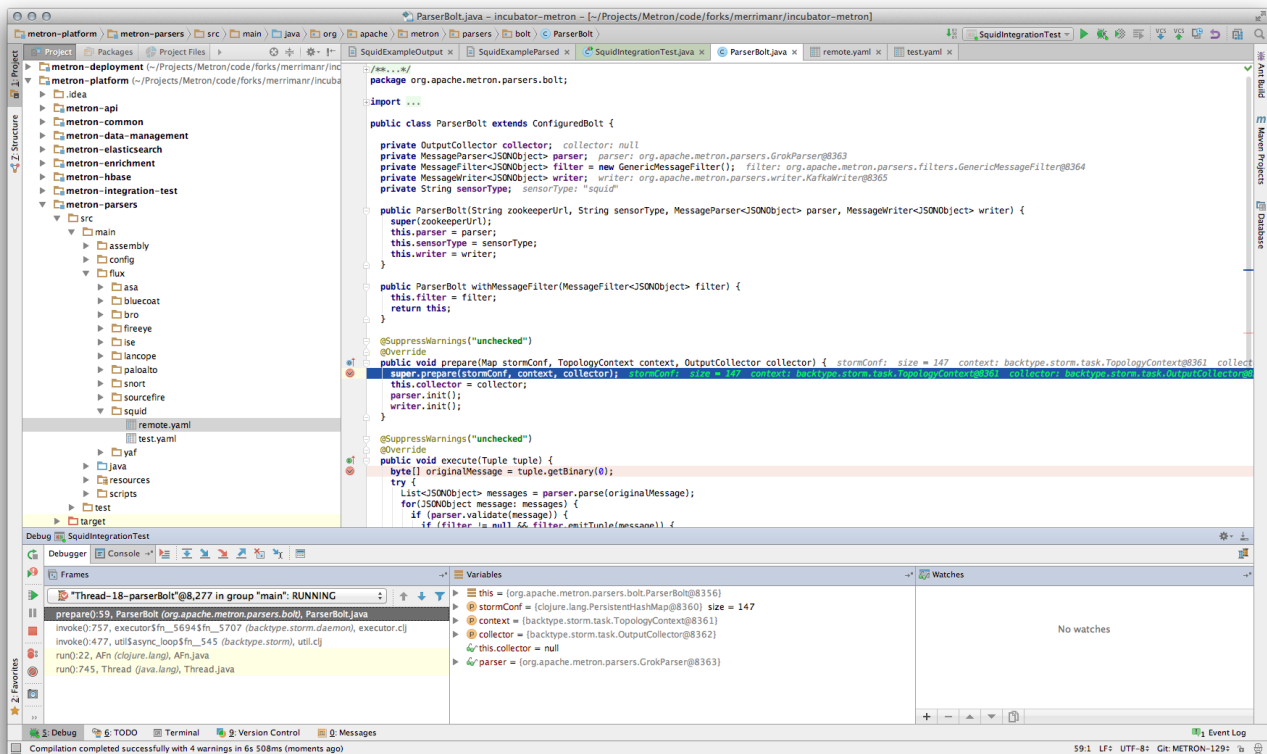 ParserBolt.java – incubator-metron – [~/Projects/Metron/code/forks/merrimanr/incubator-metron]
metron-platform metron-parsers src main java org apache metron parsers bolt ParserBolt SquidIntegrationTest
Project Packages Project Files SquidExampleOutput SquidExampleParsed SquidIntegrationTest.java ParserBolt.java remote.yaml test.yaml
1: Project
Z: Structure
2: Favorites
metron-deployment (~/Projects/Metron/code/forks/merrimanr/inc
metron-platform (~/Projects/Metron/code/forks/merrimanr/incuba
.idea
metron-api
metron-common
metron-data-management
metron-elasticsearch
metron-enrichment
metron-hbase
metron-integration-test
metron-parsers
src
main
assembly
config
flux
asa
bluecoat
bro
fireeye
ise
lancope
paloalto
snort
sourcefire
squid
remote.yaml
test.yaml
yaf
java
resources
scripts
test
target
/**...*/
package org.apache.metron.parsers.bolt;
import ...
public class ParserBolt extends ConfiguredBolt {
private OutputCollector collector; collector: null
private MessageParser<JSONObject> parser; parser: org.apache.metron.parsers.GrokParser@8363
private MessageFilter<JSONObject> filter = new GenericMessageFilter(); filter: org.apache.metron.parsers.filters.GenericMessageFilter@8364
private MessageWriter<JSONObject> writer; writer: org.apache.metron.parsers.writer.KafkaWriter@8365
private String sensorType; sensorType: "squid"
public ParserBolt(String zookeeperUrl, String sensorType, MessageParser<JSONObject> parser, MessageWriter<JSONObject> writer) {
super(zookeeperUrl);
this.parser = parser;
this.sensorType = sensorType;
this.writer = writer;
}
public ParserBolt withMessageFilter(MessageFilter<JSONObject> filter) {
this.filter = filter;
return this;
}
@SuppressWarnings("unchecked")
@Override
public void prepare(Map stormConf, TopologyContext context, OutputCollector collector) { stormConf: size = 147 context: backtype.storm.task.TopologyContext@8361 collect
super.prepare(stormConf, context, collector); stormConf: size = 147 context: backtype.storm.task.TopologyContext@8361 collector: backtype.storm.task.OutputCollector@8
this.collector = collector;
parser.init();
writer.init();
}
@SuppressWarnings("unchecked")
@Override
public void execute(Tuple tuple) {
byte[] originalMessage = tuple.getBinary(0);
try {
List<JSONObject> messages = parser.parse(originalMessage);
for(JSONObject message: messages) {
if (parser.validate(message)) {
if (filter != null && filter.emitTuple(message)) {
Ant Build
Maven Projects
Database
Debug SquidIntegrationTest
Debugger Console
Frames
"Thread-18-parserBolt"@8,277 in group "main": RUNNING
prepare():59, ParserBolt (org.apache.metron.parsers.bolt), ParserBolt.java
invoke():757, executor$fn__5694$fn__5707 (backtype.storm.daemon), executor.clj
invoke():477, util$async_loop$fn__545 (backtype.storm), util.clj
run():22, AFn (clojure.lang), AFn.java
run():745, Thread (java.lang), Thread.java
Variables
this = {org.apache.metron.parsers.bolt.ParserBolt@8356}
stormConf = {clojure.lang.PersistentHashMap@8360} size = 147
context = {backtype.storm.task.TopologyContext@8361}
collector = {backtype.storm.task.OutputCollector@8362}
this.collector = null
parser = {org.apache.metron.parsers.GrokParser@8363}
Watches
No watches
5: Debug 6: TODO Terminal 9: Version Control 0: Messages 1 Event Log
Compilation completed successfully with 4 warnings in 6s 508ms (moments ago) 59:1 LF UTF-8 Git: METRON-129